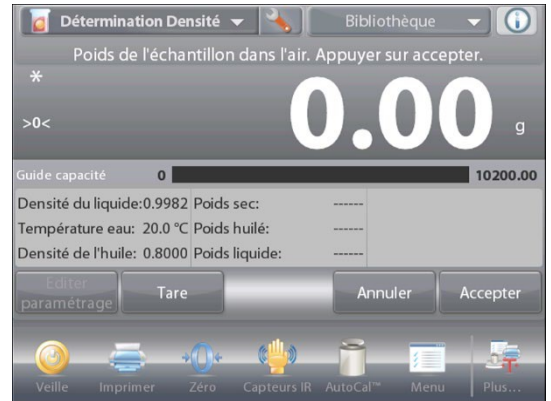 Détermination Densité Bibliothèque
Poids de l'échantillon dans l'air. Appuyer sur accepter.
*
0.00
>0< g
Guide capacité 0 10200.00
Densité du liquide:0.9982 Poids sec: ------
Température eau: 20.0 °C Poids huilé: ------
Densité de l'huile: 0.8000 Poids liquide: ------
Editer
paramétrage Tare Annuler Accepter
Veille Imprimer Zéro Capteurs IR AutoCal™ Menu Plus...